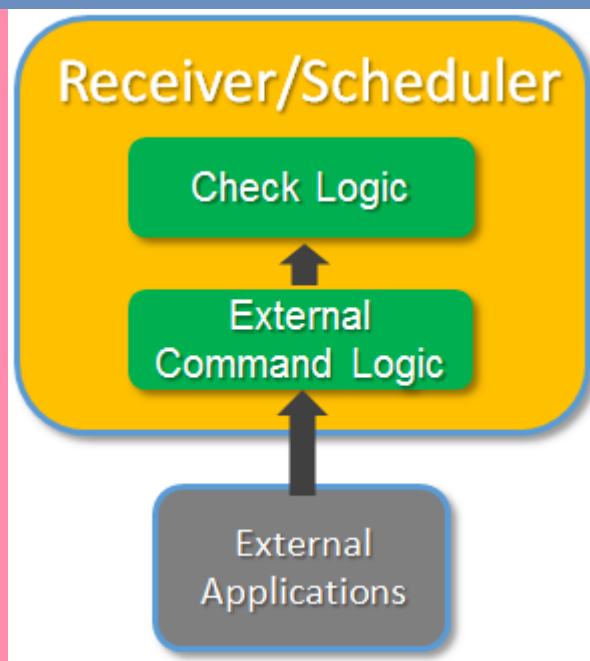 Receiver/Scheduler
Check Logic
External
Command Logic
External
Applications